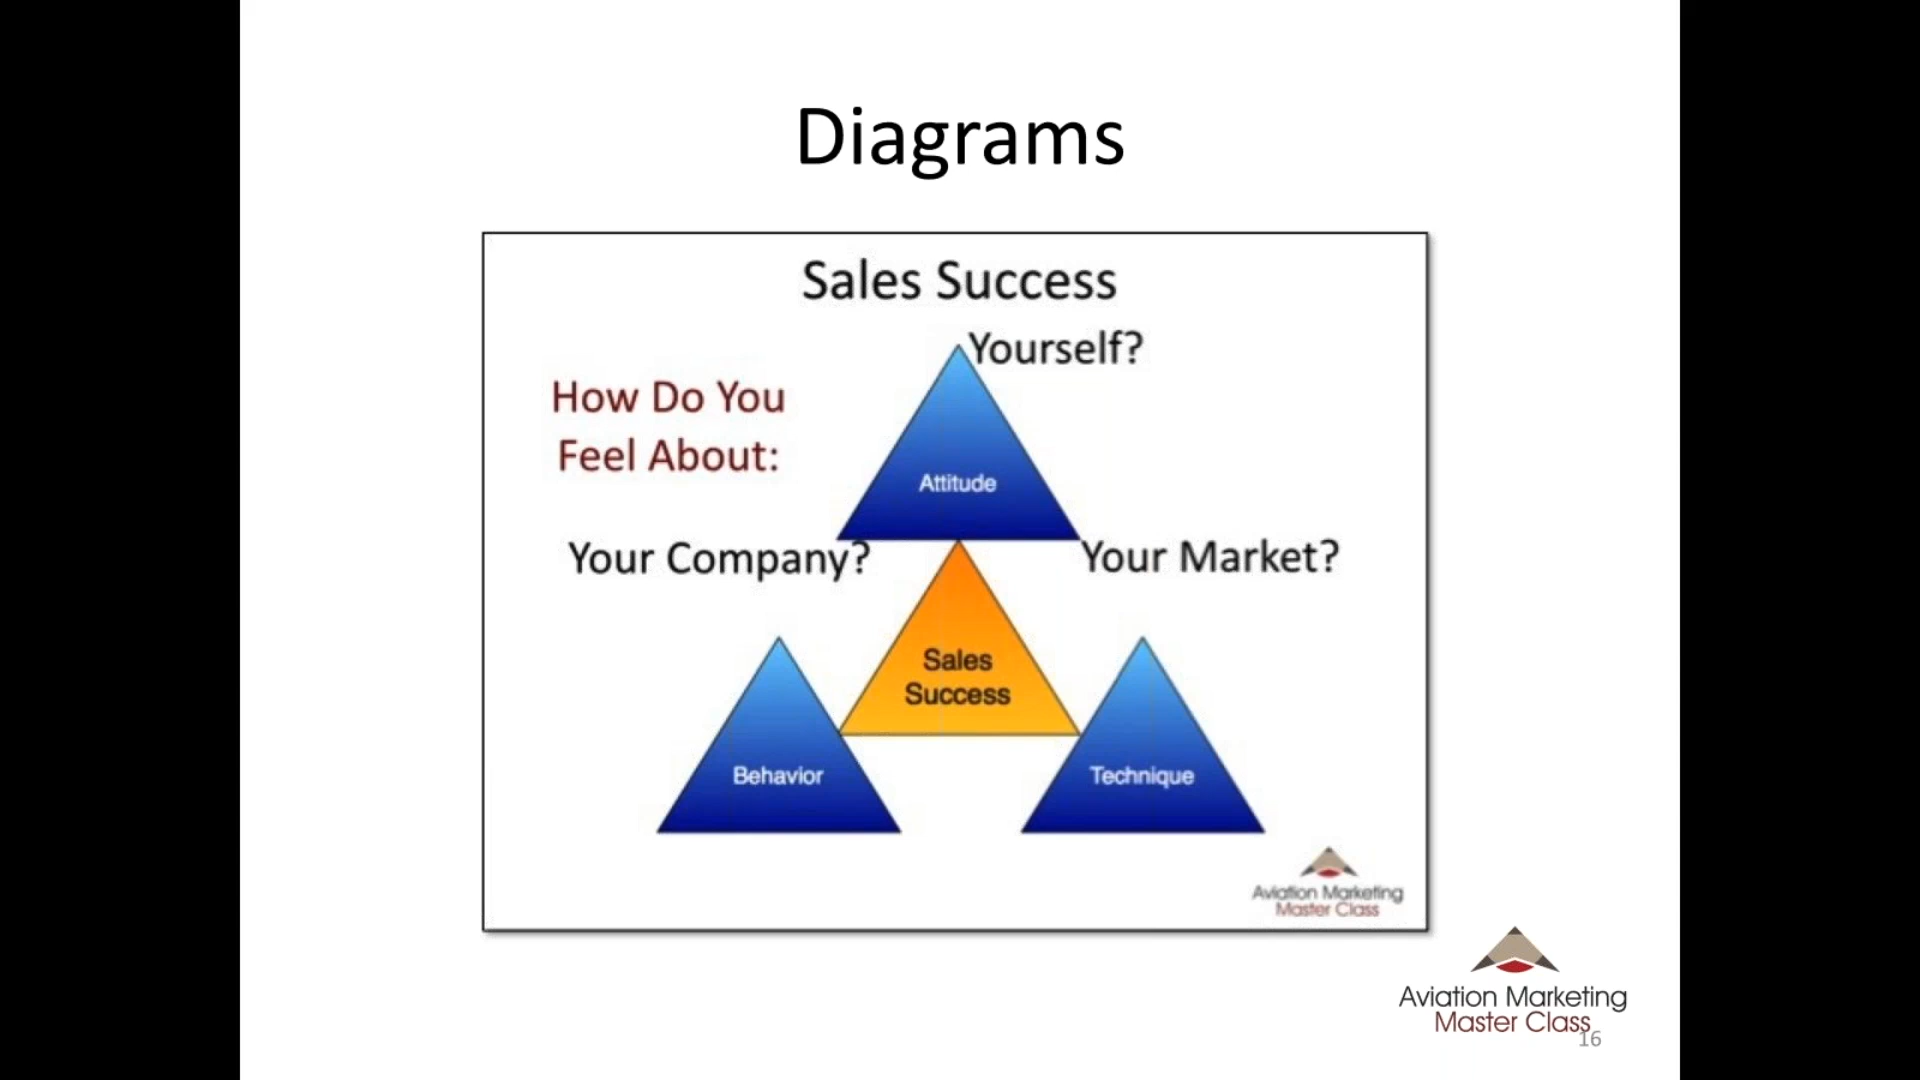 Diagrams
Sales Success
Yourself?
How Do You
Feel About:
Attitude
Your Company?
Your Market?
Sales
Success
Behavior
Technique
Aviation Marketing
Master Class
Aviation Marketing
Master Class
16